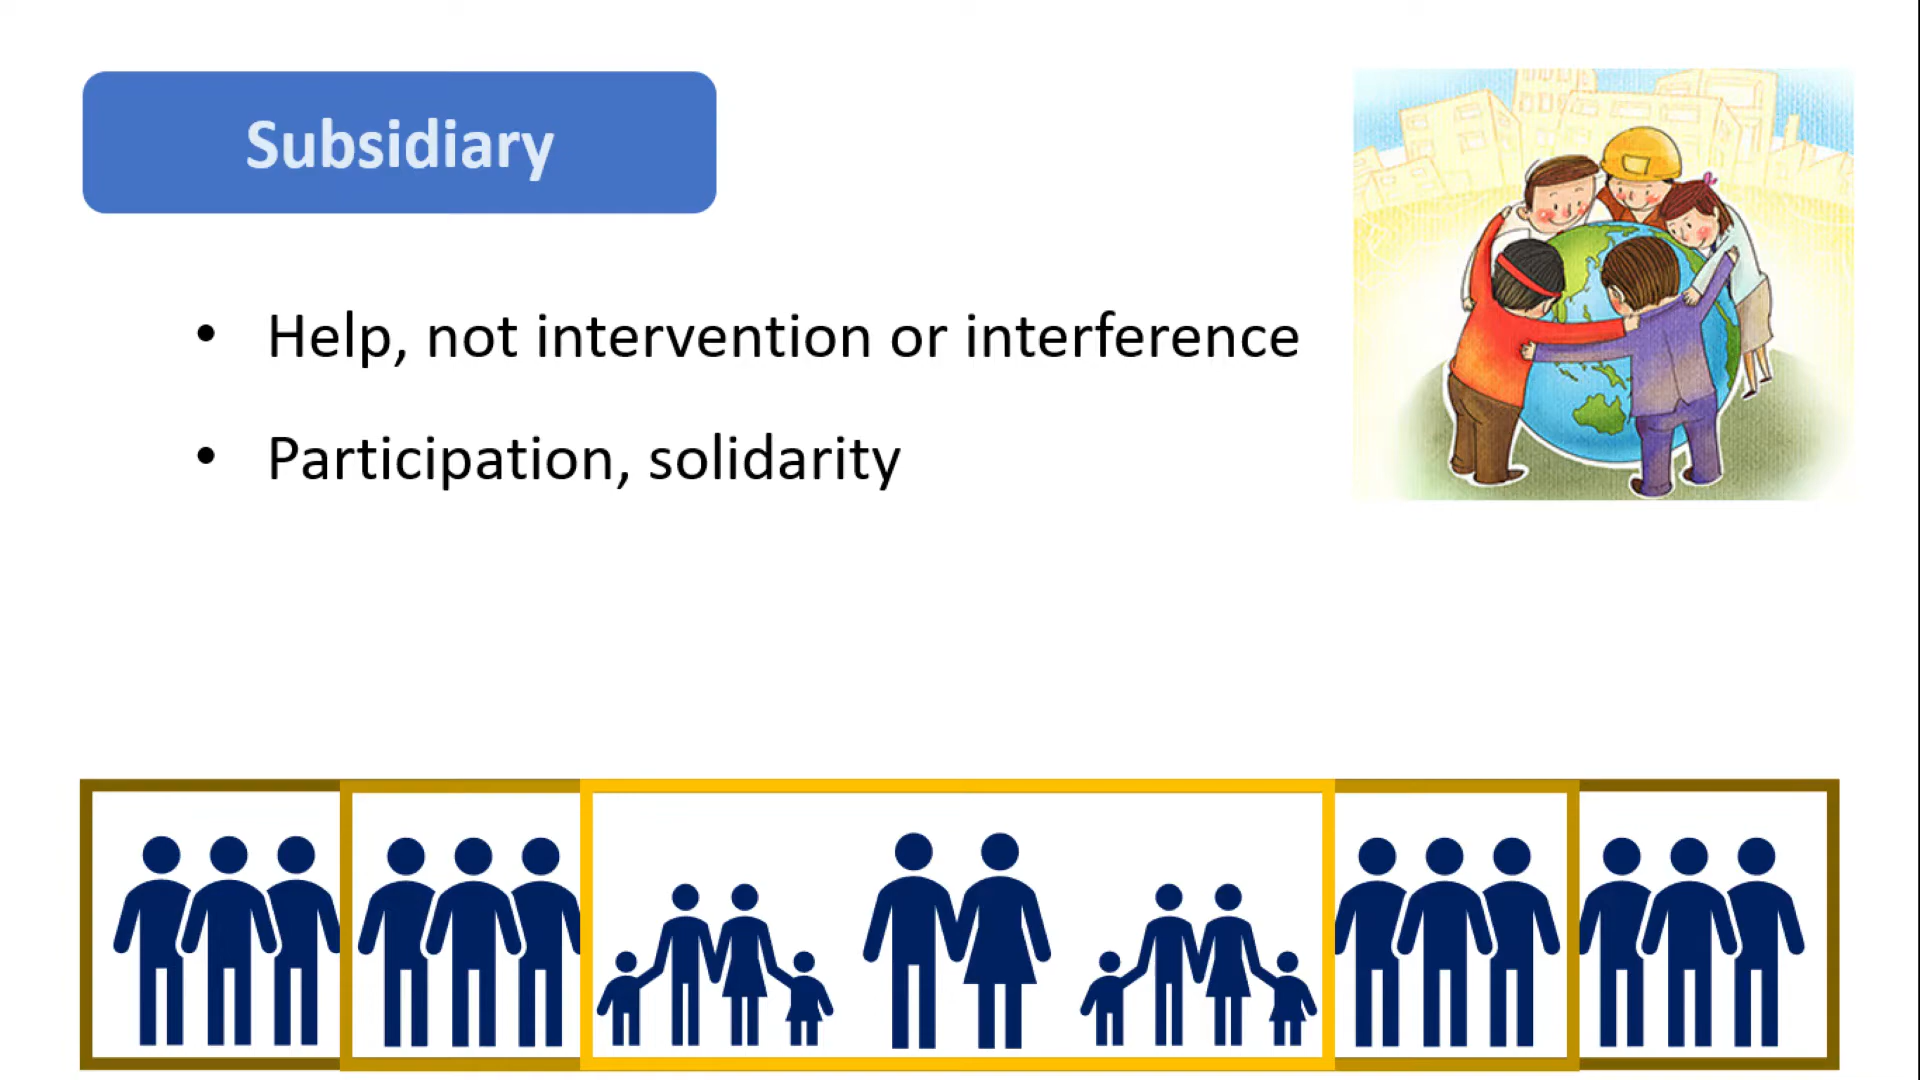 Subsidiary
• Help, not intervention or interference
• Participation, solidarity